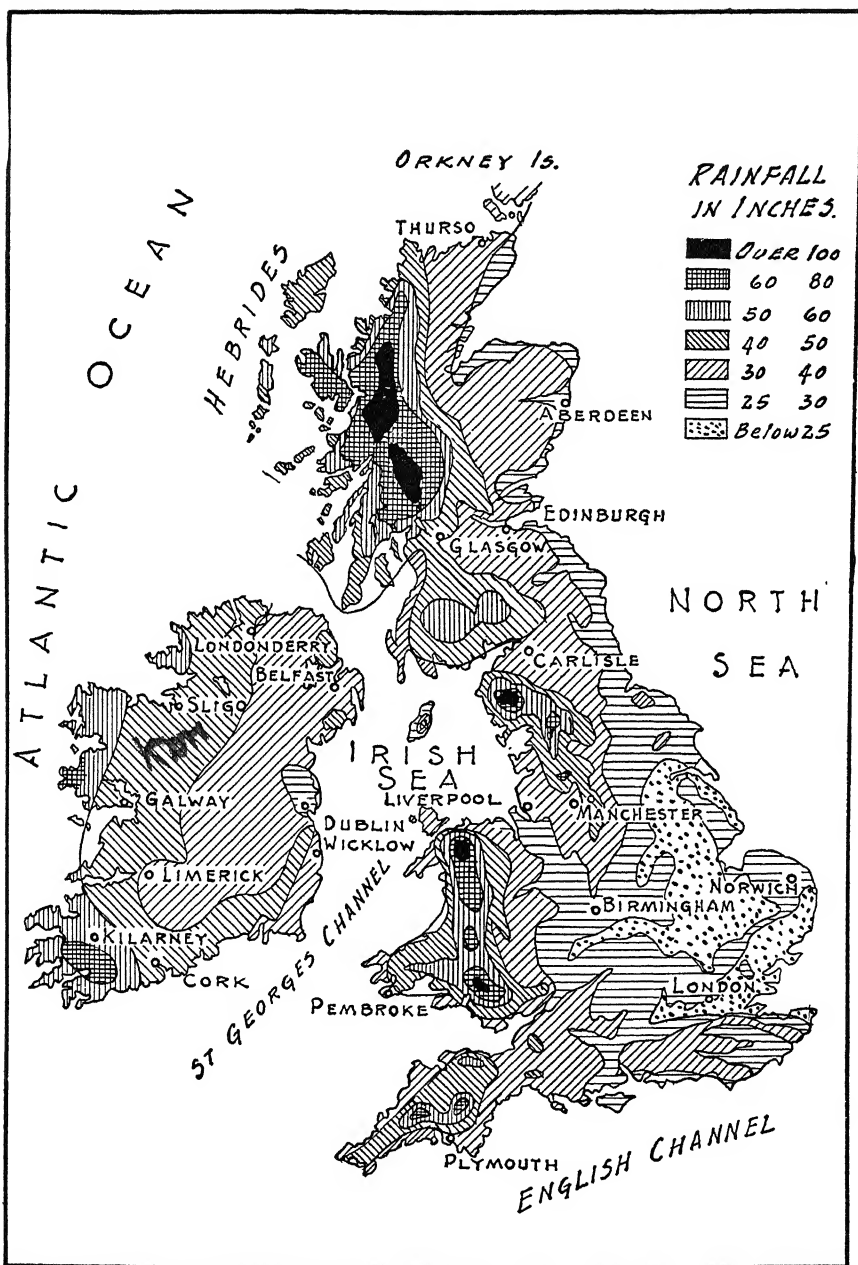 ORKNEY IS.
THURSO
RAINFALL
IN INCHES.
OVER 100
60 80
50 60
40 50
30 40
25 30
Below 25
ATLANTIC OCEAN
HEBRIDES
ABERDEEN
EDINBURGH
GLASGOW
NORTH
SEA
LONDONDERRY
BELFAST
CARLISLE
SLIGO
IRISH
SEA
GALWAY
LIVERPOOL
MANCHESTER
DUBLIN
WICKLOW
LIMERICK
NORWICH
BIRMINGHAM
KILARNEY
CORK
LONDON
PEMBROKE
ST GEORGES CHANNEL
PLYMOUTH
ENGLISH CHANNEL